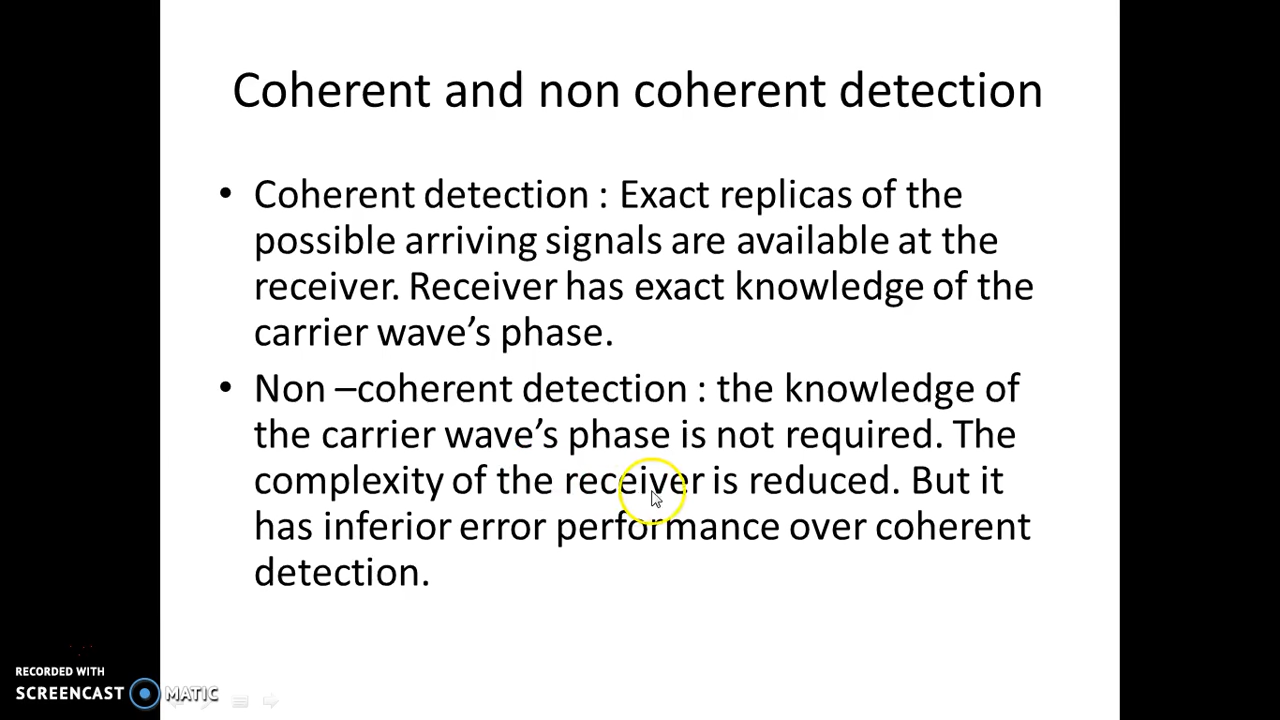 Coherent and non coherent detection
• Coherent detection : Exact replicas of the
possible arriving signals are available at the
receiver. Receiver has exact knowledge of the
carrier wave’s phase.
• Non –coherent detection : the knowledge of
the carrier wave’s phase is not required. The
complexity of the receiver is reduced. But it
has inferior error performance over coherent
detection.
RECORDED WITH
SCREENCAST MATIC